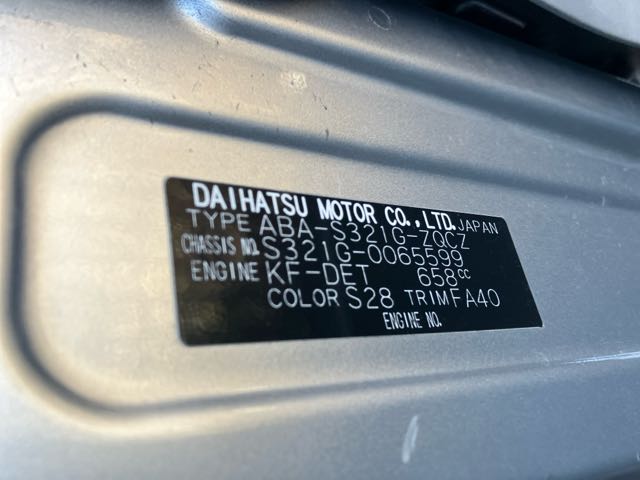 DAIHATSU MOTOR CO.,LTD.JAPAN
TYPE ABA-S321G-ZQCZ
CHASSIS NO. S321G-0065599
ENGINE KF-DET 658cc
COLOR S28 TRIM FA40
ENGINE NO.